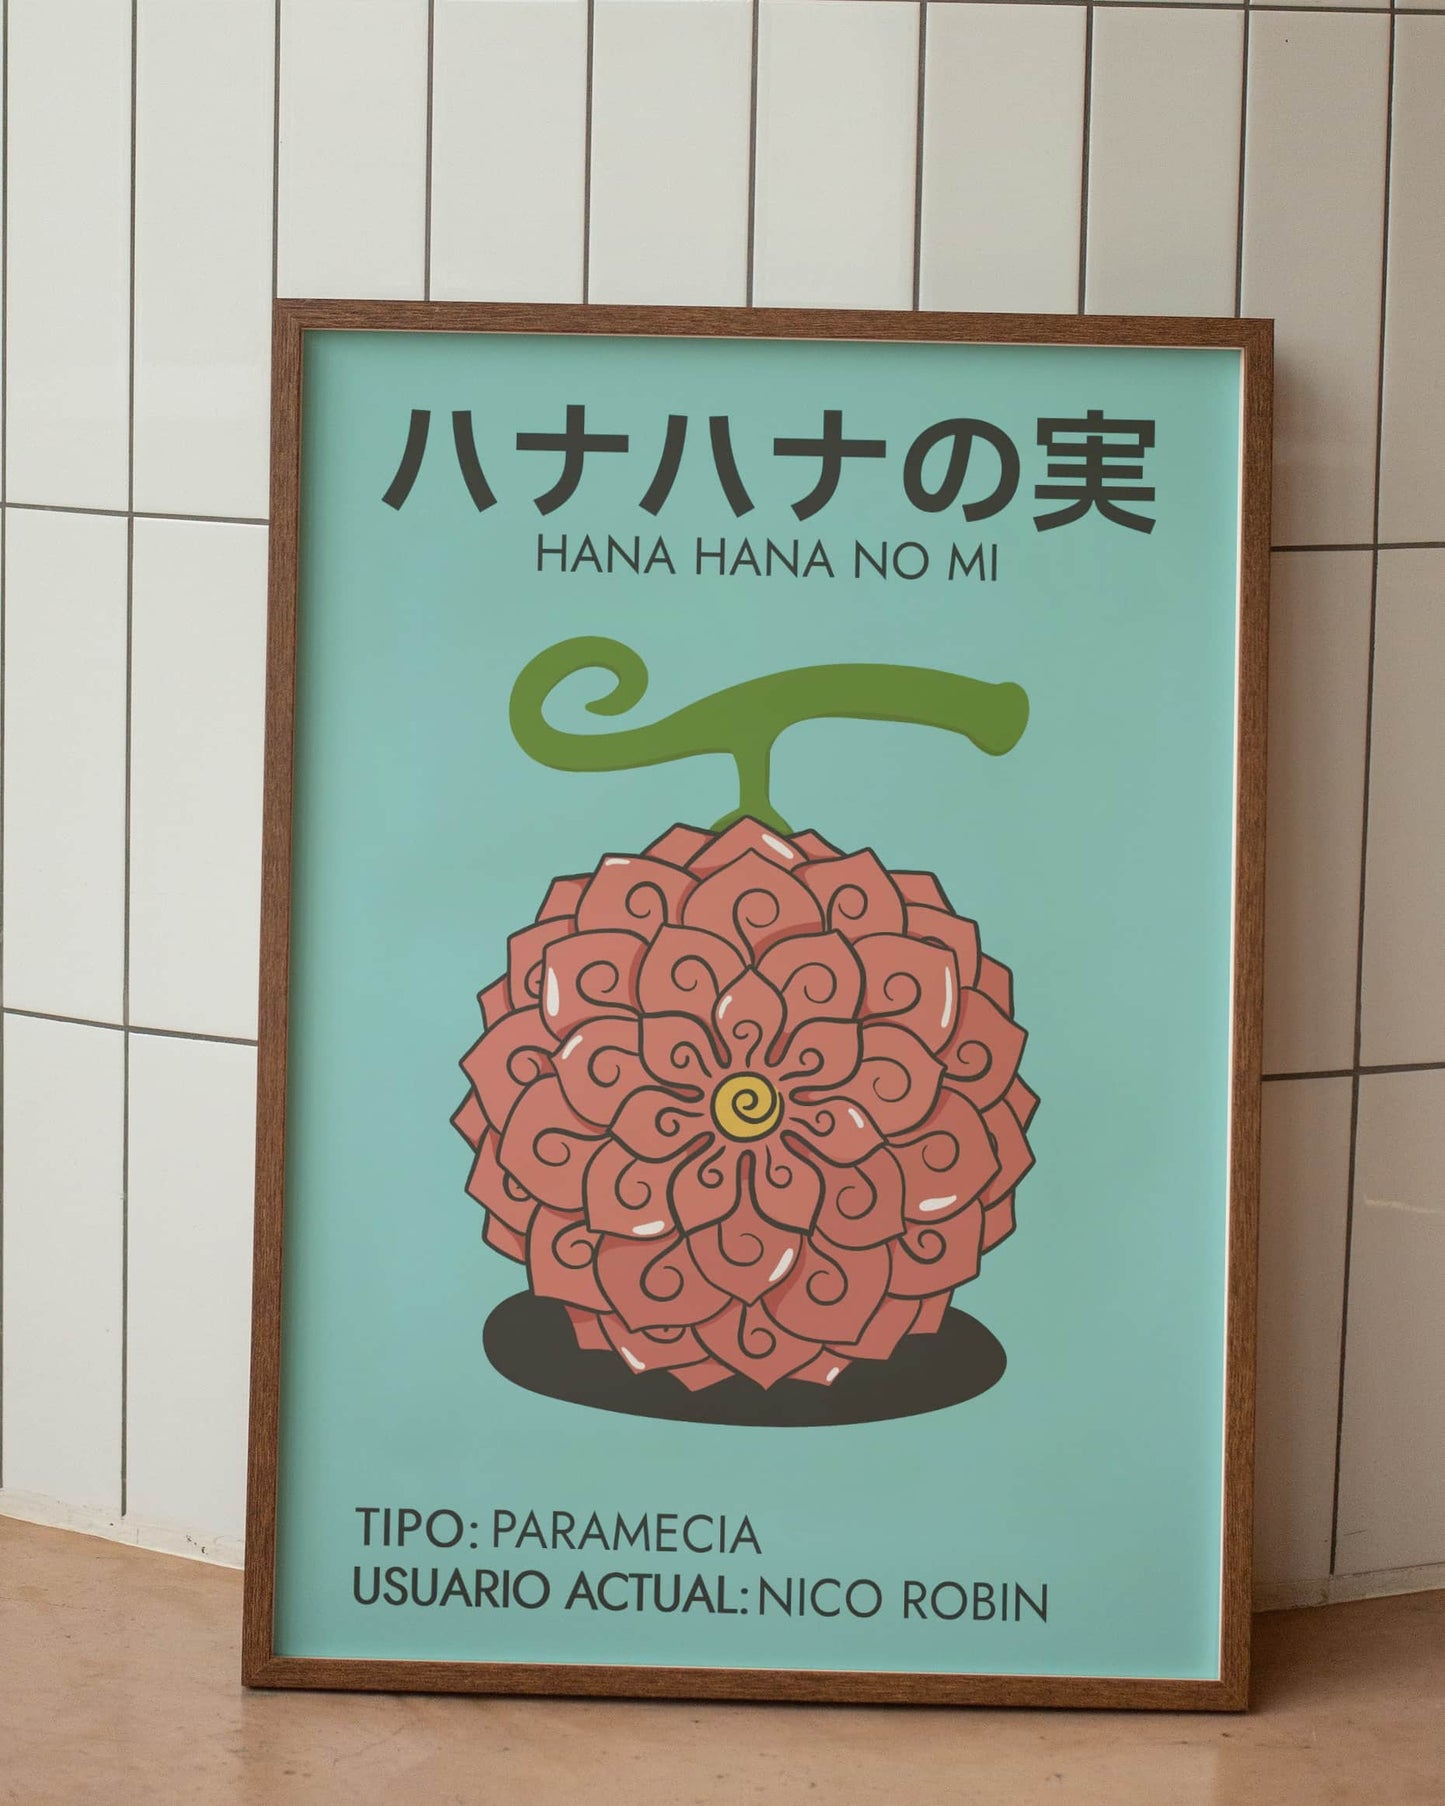 ハナハナの実
HANA HANA NO MI
TIPO: PARAMECIA
USUARIO ACTUAL: NICO ROBIN